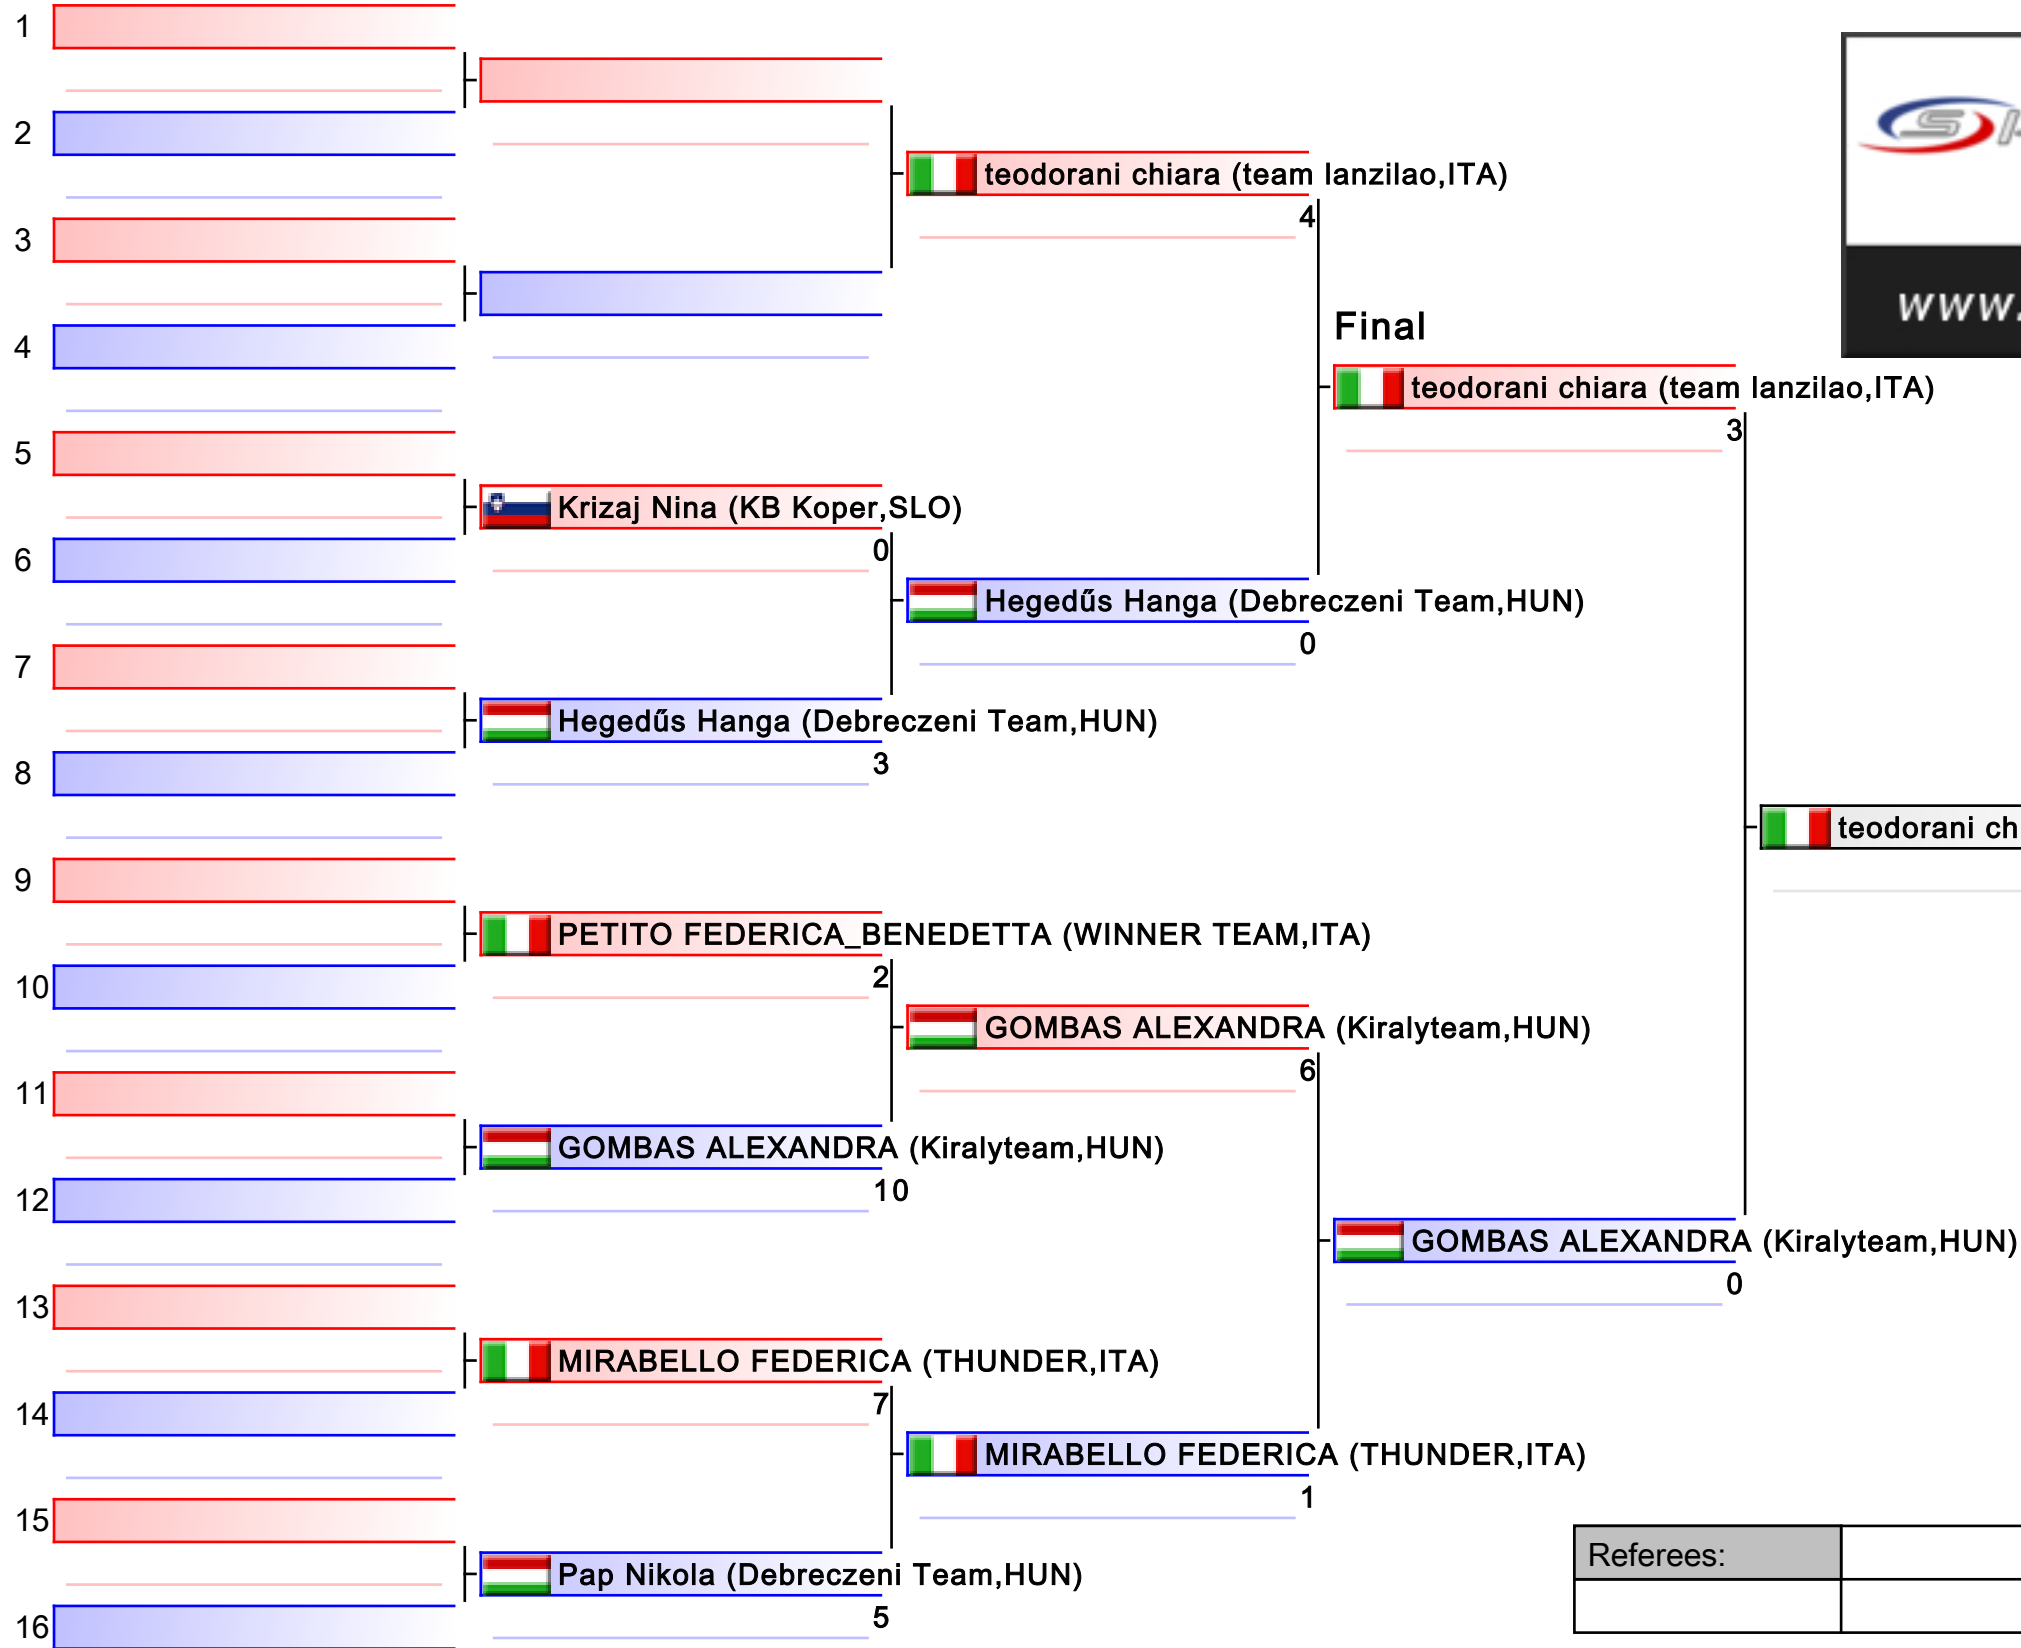 1
2
teodorani chiara (team lanzilao,ITA)
4
3
Final
4
teodorani chiara (team lanzilao,ITA)
3
5
Krizaj Nina (KB Koper,SLO)
0
6
Hegedűs Hanga (Debreczeni Team,HUN)
0
7
Hegedűs Hanga (Debreczeni Team,HUN)
3
8
teodorani ch
9
PETITO FEDERICA_BENEDETTA (WINNER TEAM,ITA)
2
10
GOMBAS ALEXANDRA (Kiralyteam,HUN)
6
11
GOMBAS ALEXANDRA (Kiralyteam,HUN)
10
12
GOMBAS ALEXANDRA (Kiralyteam,HUN)
0
13
MIRABELLO FEDERICA (THUNDER,ITA)
7
14
MIRABELLO FEDERICA (THUNDER,ITA)
1
15
Pap Nikola (Debreczeni Team,HUN)
5
16
Referees:
www.